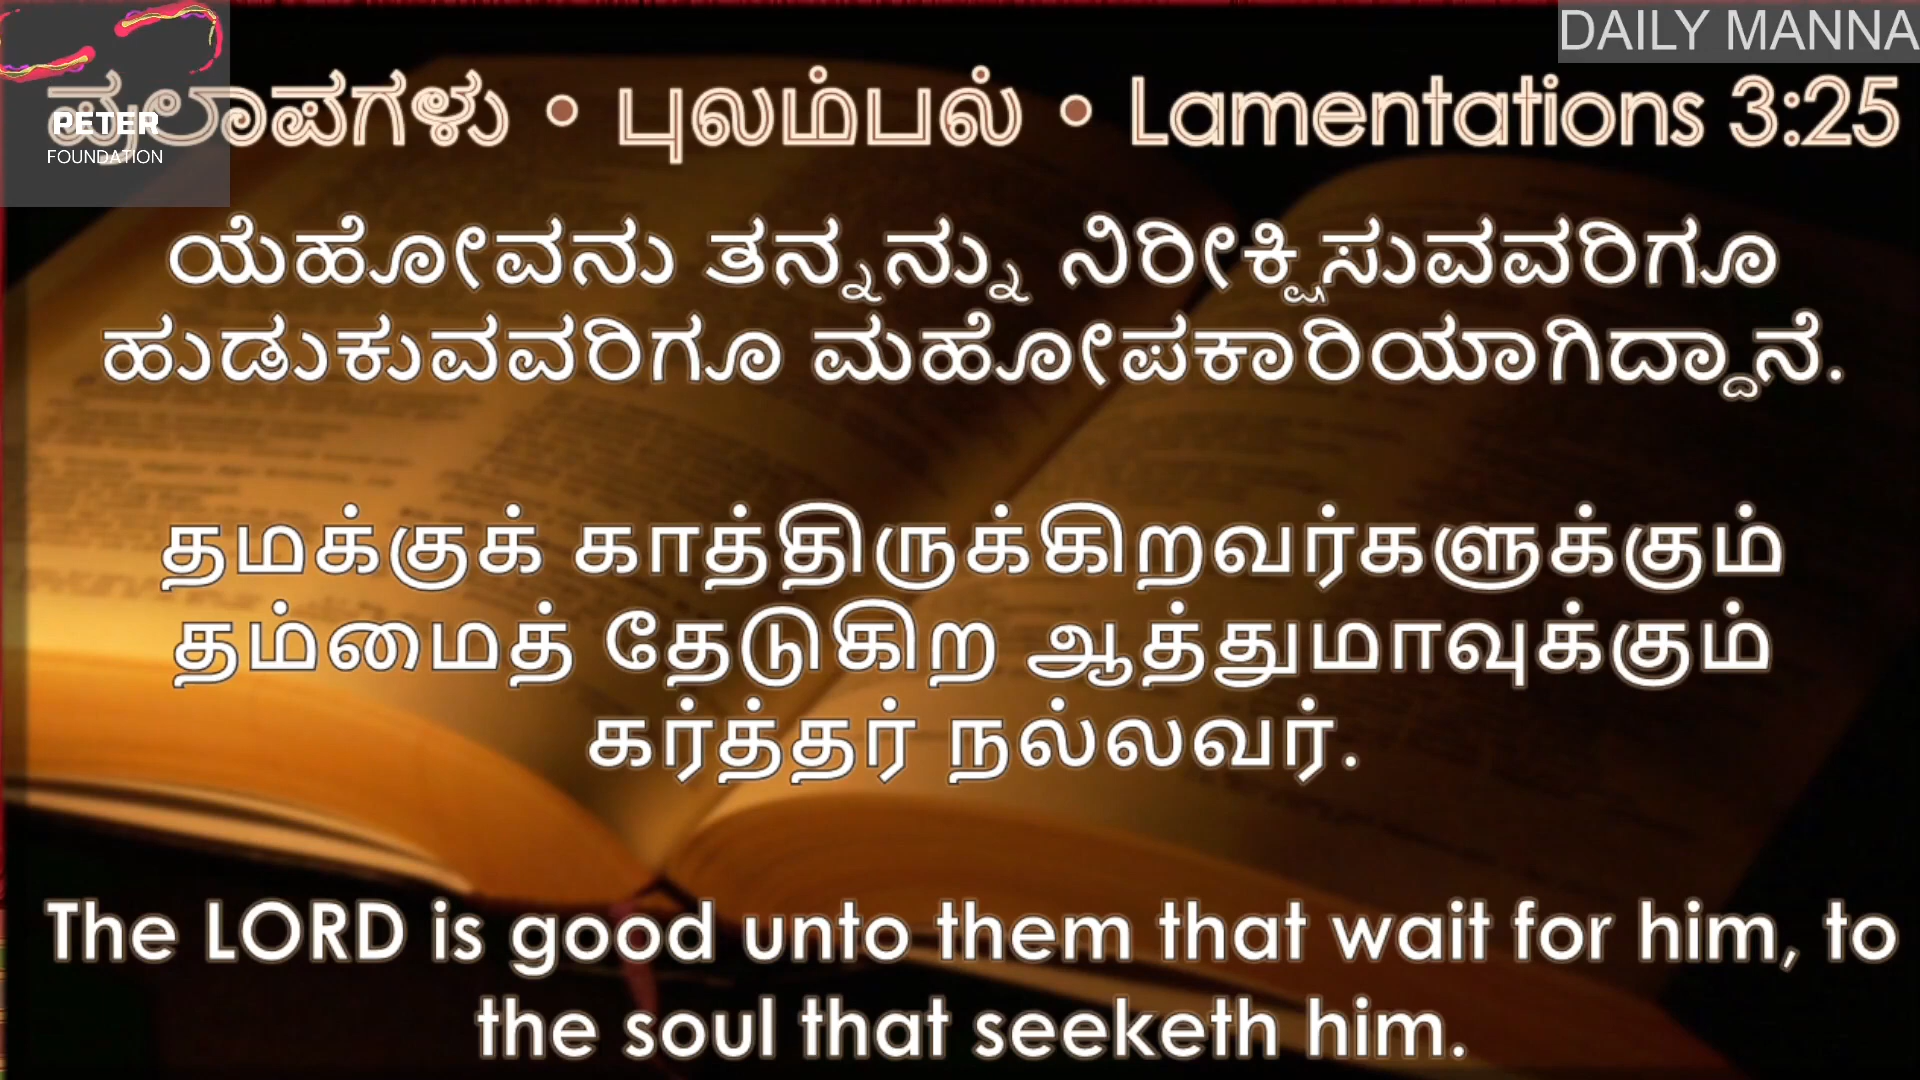 DAILY MANNA
ಪ್ರಲಾಪಗಳು • புலம்பல் • Lamentations 3:25
PETER
FOUNDATION
ಯೆಹೋವನು ತನ್ನನ್ನು ನಿರೀಕ್ಷಿಸುವವರಿಗೂ
ಹುಡುಕುವವರಿಗೂ ಮಹೋಪಕಾರಿಯಾಗಿದ್ದಾನೆ.
தமக்குக் காத்திருக்கிறவர்களுக்கும்
தம்மைத் தேடுகிற ஆத்துமாவுக்கும்
கர்த்தர் நல்லவர்.
The LORD is good unto them that wait for him, to
the soul that seeketh him.